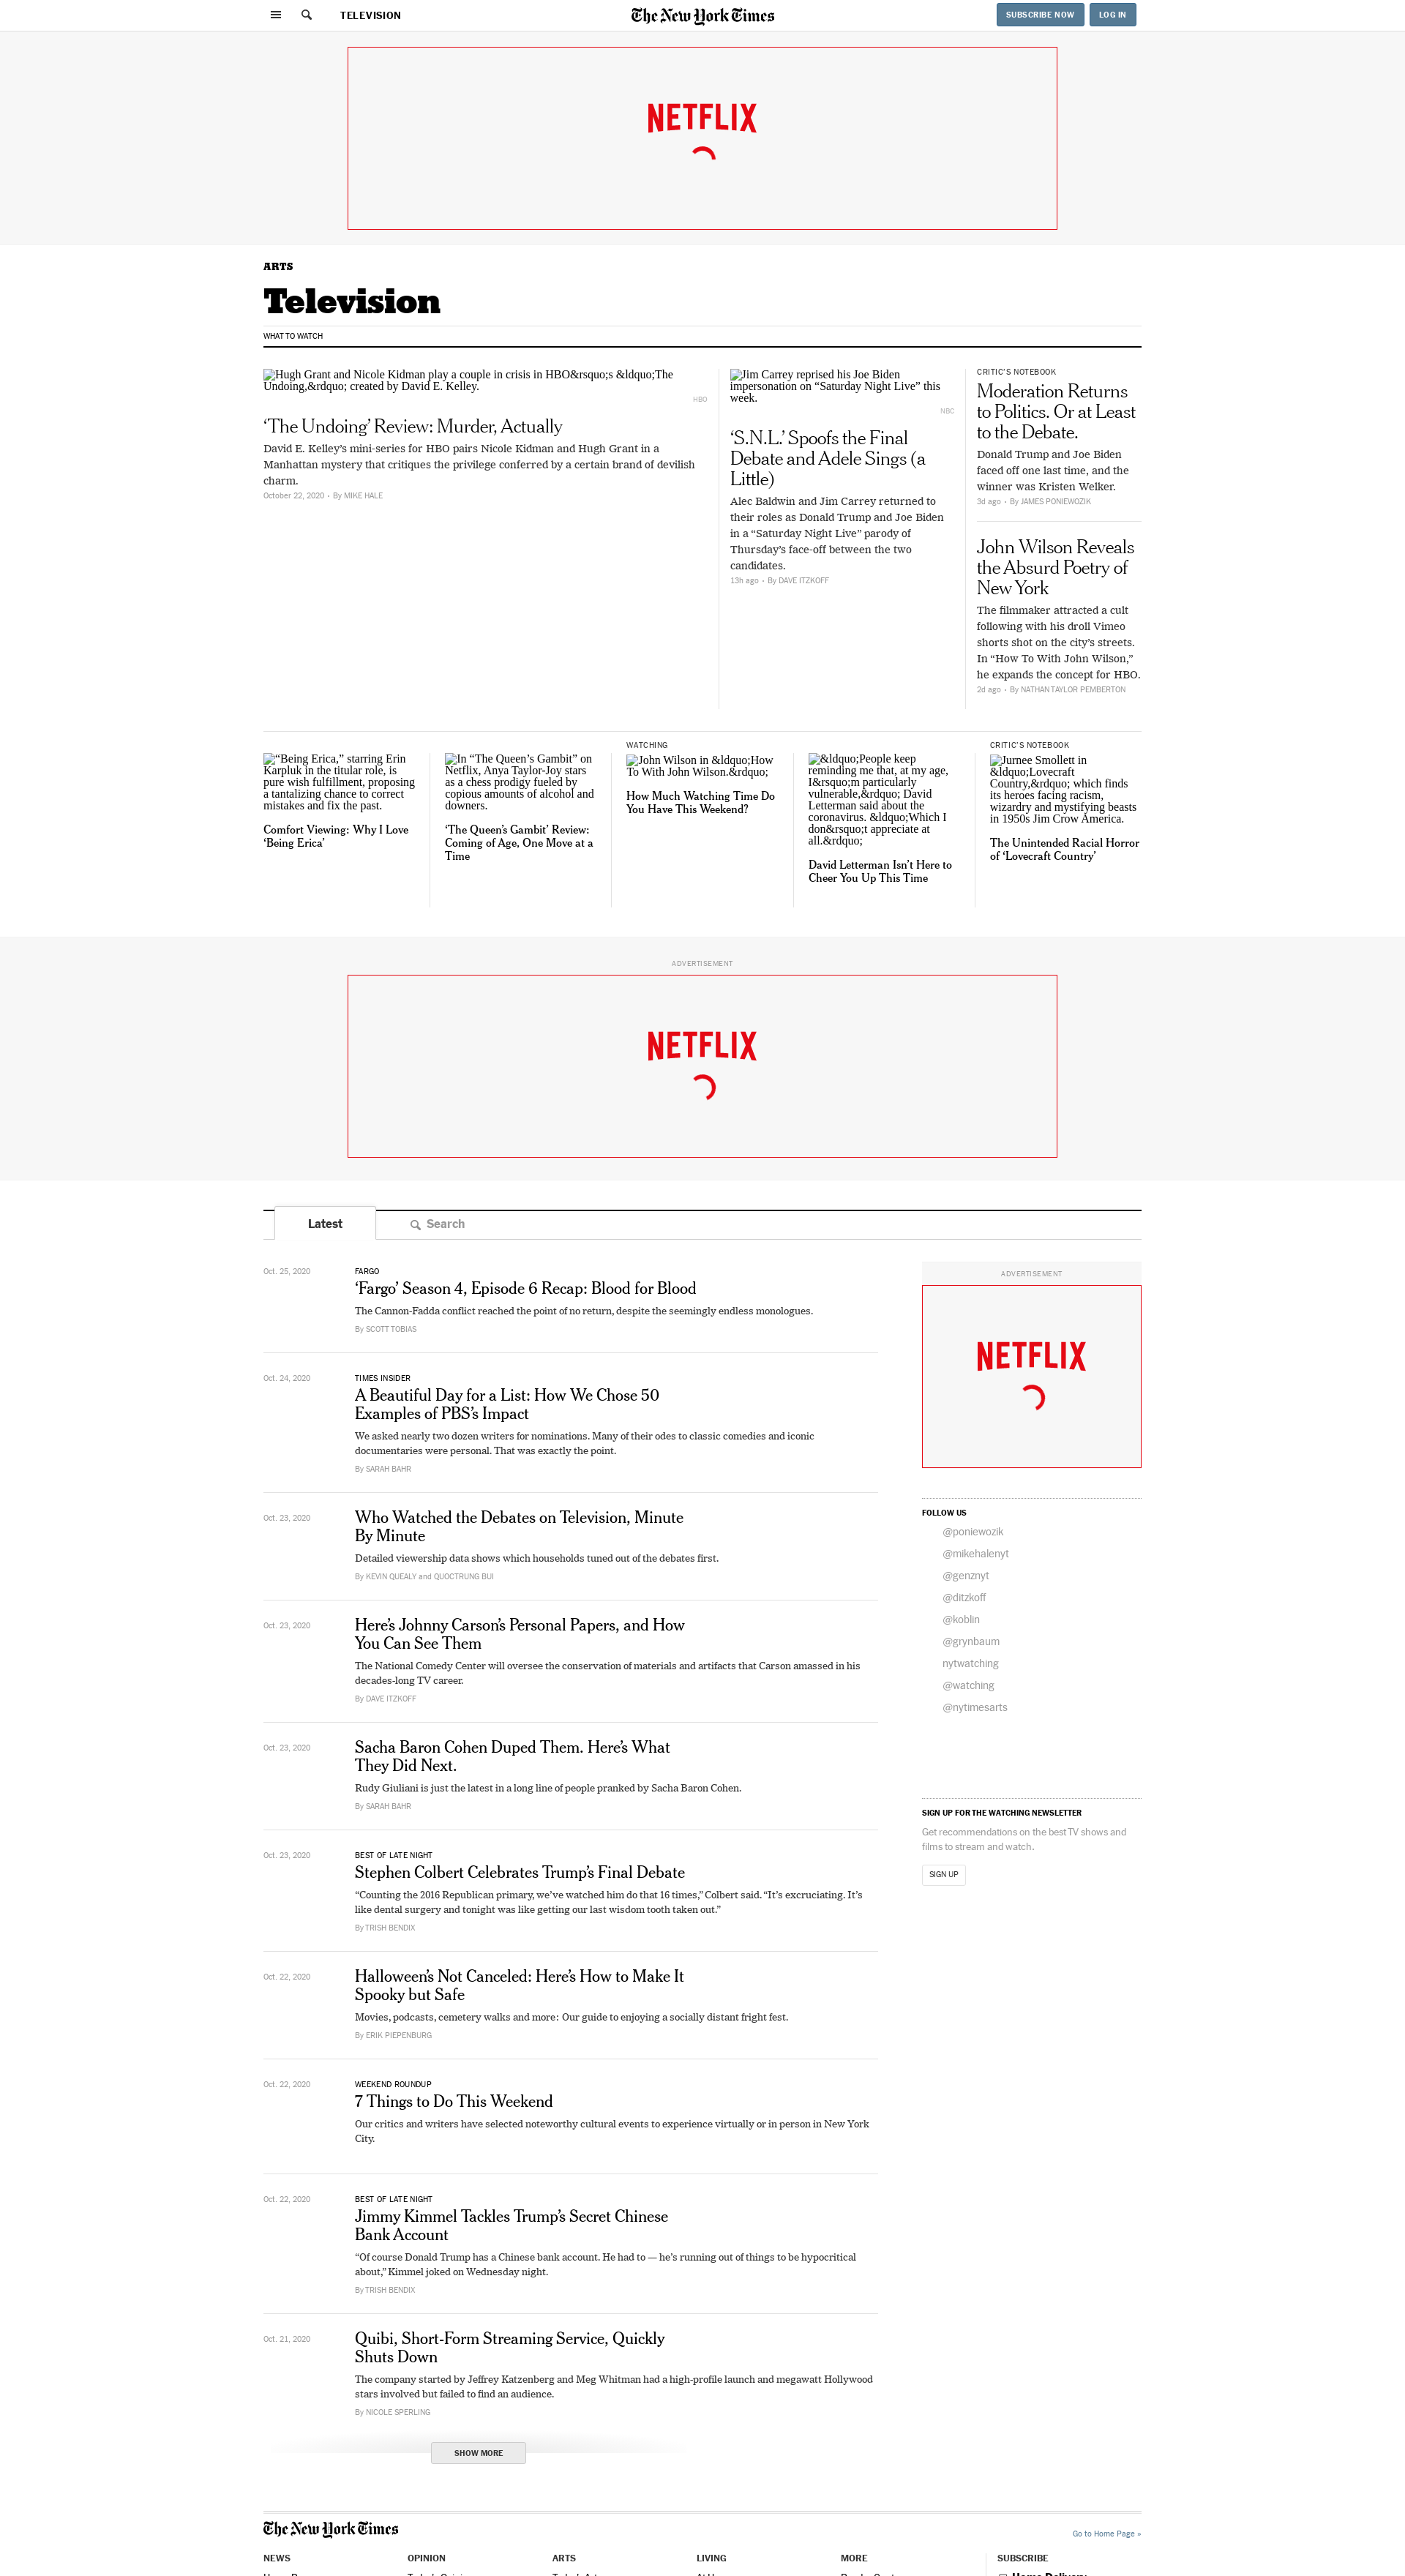 TELEVISION
The New York Times
SUBSCRIBE NOW
LOG IN
NETFLIX
ARTS
Television
WHAT TO WATCH
Hugh Grant and Nicole Kidman play a couple in crisis in HBO&rsquo;s &ldquo;The
Undoing,&rdquo; created by David E. Kelley.
HBO
‘The Undoing’ Review: Murder, Actually
David E. Kelley’s mini-series for HBO pairs Nicole Kidman and Hugh Grant in a
Manhattan mystery that critiques the privilege conferred by a certain brand of devilish
charm.
October 22, 2020 • By MIKE HALE
Jim Carrey reprised his Joe Biden
impersonation on “Saturday Night Live” this
week.
NBC
‘S.N.L.’ Spoofs the Final
Debate and Adele Sings (a
Little)
Alec Baldwin and Jim Carrey returned to
their roles as Donald Trump and Joe Biden
in a “Saturday Night Live” parody of
Thursday’s face-off between the two
candidates.
13h ago • By DAVE ITZKOFF
CRITIC’S NOTEBOOK
Moderation Returns
to Politics. Or at Least
to the Debate.
Donald Trump and Joe Biden
faced off one last time, and the
winner was Kristen Welker.
3d ago • By JAMES PONIEWOZIK
John Wilson Reveals
the Absurd Poetry of
New York
The filmmaker attracted a cult
following with his droll Vimeo
shorts shot on the city’s streets.
In “How To With John Wilson,”
he expands the concept for HBO.
2d ago • By NATHAN TAYLOR PEMBERTON
“Being Erica,” starring Erin
Karpluk in the titular role, is
pure wish fulfillment, proposing
a tantalizing chance to correct
mistakes and fix the past.
Comfort Viewing: Why I Love
‘Being Erica’
In “The Queen’s Gambit” on
Netflix, Anya Taylor-Joy stars
as a chess prodigy fueled by
copious amounts of alcohol and
downers.
‘The Queen’s Gambit’ Review:
Coming of Age, One Move at a
Time
WATCHING
John Wilson in &ldquo;How
To With John Wilson.&rdquo;
How Much Watching Time Do
You Have This Weekend?
&ldquo;People keep
reminding me that, at my age,
I&rsquo;m particularly
vulnerable,&rdquo; David
Letterman said about the
coronavirus. &ldquo;Which I
don&rsquo;t appreciate at
all.&rdquo;
David Letterman Isn’t Here to
Cheer You Up This Time
CRITIC’S NOTEBOOK
Jurnee Smollett in
&ldquo;Lovecraft
Country,&rdquo; which finds
its heroes facing racism,
wizardry and mystifying beasts
in 1950s Jim Crow America.
The Unintended Racial Horror
of ‘Lovecraft Country’
ADVERTISEMENT
NETFLIX
Latest
Search
Oct. 25, 2020
FARGO
‘Fargo’ Season 4, Episode 6 Recap: Blood for Blood
The Cannon-Fadda conflict reached the point of no return, despite the seemingly endless monologues.
By SCOTT TOBIAS
Oct. 24, 2020
TIMES INSIDER
A Beautiful Day for a List: How We Chose 50
Examples of PBS’s Impact
We asked nearly two dozen writers for nominations. Many of their odes to classic comedies and iconic
documentaries were personal. That was exactly the point.
By SARAH BAHR
Oct. 23, 2020
Who Watched the Debates on Television, Minute
By Minute
Detailed viewership data shows which households tuned out of the debates first.
By KEVIN QUEALY and QUOCTRUNG BUI
Oct. 23, 2020
Here’s Johnny Carson’s Personal Papers, and How
You Can See Them
The National Comedy Center will oversee the conservation of materials and artifacts that Carson amassed in his
decades-long TV career.
By DAVE ITZKOFF
Oct. 23, 2020
Sacha Baron Cohen Duped Them. Here’s What
They Did Next.
Rudy Giuliani is just the latest in a long line of people pranked by Sacha Baron Cohen.
By SARAH BAHR
Oct. 23, 2020
BEST OF LATE NIGHT
Stephen Colbert Celebrates Trump’s Final Debate
“Counting the 2016 Republican primary, we’ve watched him do that 16 times,” Colbert said. “It’s excruciating. It’s
like dental surgery and tonight was like getting our last wisdom tooth taken out.”
By TRISH BENDIX
Oct. 22, 2020
Halloween’s Not Canceled: Here’s How to Make It
Spooky but Safe
Movies, podcasts, cemetery walks and more: Our guide to enjoying a socially distant fright fest.
By ERIK PIEPENBURG
Oct. 22, 2020
WEEKEND ROUNDUP
7 Things to Do This Weekend
Our critics and writers have selected noteworthy cultural events to experience virtually or in person in New York
City.
Oct. 22, 2020
BEST OF LATE NIGHT
Jimmy Kimmel Tackles Trump’s Secret Chinese
Bank Account
“Of course Donald Trump has a Chinese bank account. He had to — he’s running out of things to be hypocritical
about,” Kimmel joked on Wednesday night.
By TRISH BENDIX
Oct. 21, 2020
Quibi, Short-Form Streaming Service, Quickly
Shuts Down
The company started by Jeffrey Katzenberg and Meg Whitman had a high-profile launch and megawatt Hollywood
stars involved but failed to find an audience.
By NICOLE SPERLING
SHOW MORE
ADVERTISEMENT
NETFLIX
FOLLOW US
@poniewozik
@mikehalenyt
@genznyt
@ditzkoff
@koblin
@grynbaum
nytwatching
@watching
@nytimesarts
SIGN UP FOR THE WATCHING NEWSLETTER
Get recommendations on the best TV shows and
films to stream and watch.
SIGN UP
The New York Times
Go to Home Page »
NEWS
OPINION
ARTS
LIVING
MORE
SUBSCRIBE